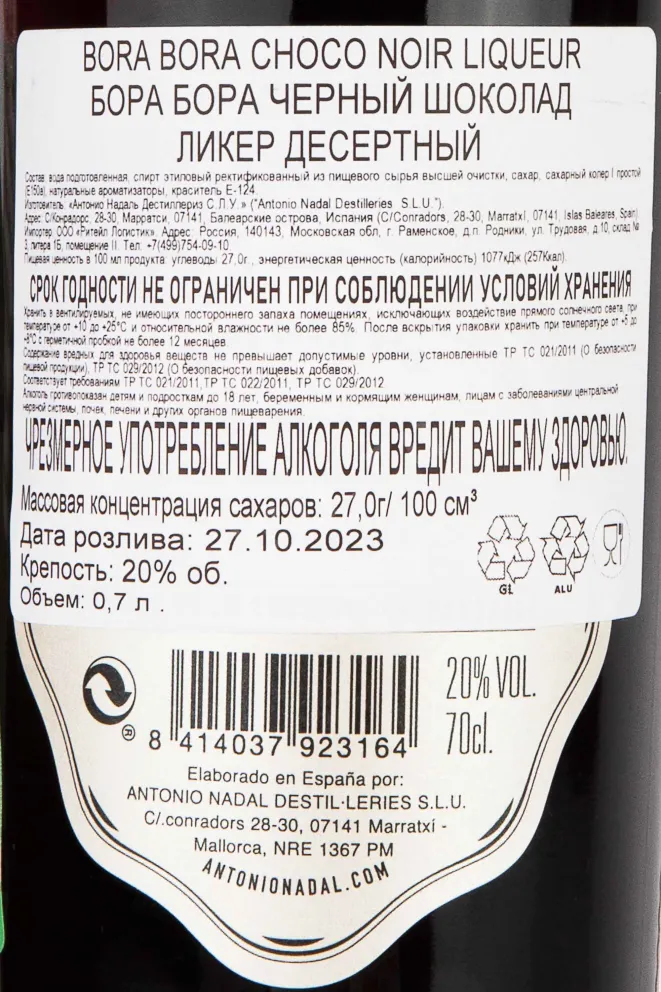 BORA BORA CHOCO NOIR LIQUEUR
БОРА БОРА ЧЕРНЫЙ ШОКОЛАД
ЛИКЕР ДЕСЕРТНЫЙ
Состав: вода подготовленная, спирт этиловый ректификованный из пищевого сырья высшей очистки, сахар, сахарный колер I простой
(Е150а), натуральные ароматизаторы, краситель Е-124.
Изготовитель: «Антонио Надаль Дестиллериз С.Л.У.» ("Antonio Nadal Destilleries S.L.U.").
Адрес: С/Конрадорс, 28-30, Марратси, 07141, Балеарские острова, Испания (C/Conradors, 28-30, Marratxl, 07141, Islas Baleares, Spain)
Импортер: ООО «Ритейл Логистик». Адрес: Россия, 140143, Московская обл, г. Раменское, д.п. Родники, ул. Трудовая, д.10, склад №
3, литера 1Б, помещение II. Тел.: +7(499)754-09-10.
Пищевая ценность в 100 мл продукта: углеводы 27,0г., энергетическая ценность (калорийность) 1077кДж (257Ккал).
СРОК ГОДНОСТИ НЕ ОГРАНИЧЕН ПРИ СОБЛЮДЕНИИ УСЛОВИЙ ХРАНЕНИЯ
Хранить в вентилируемых, не имеющих постороннего запаха помещениях, исключающих воздействие прямого солнечного света, при
температуре от +10 до +25°С и относительной влажности не более 85%. После вскрытия упаковки хранить при температуре от +5 до
+8°С с герметичной пробкой не более 12 месяцев.
Содержание вредных для здоровья веществ не превышает допустимые уровни, установленные ТР ТС 021/2011 (О безопасности
пищевой продукции), ТР ТС 029/2012 (О безопасности пищевых добавок).
Соответствует требованиям ТР ТС 021/2011, ТР ТС 022/2011, ТР ТС 029/2012
Алкоголь противопоказан детям и подросткам до 18 лет, беременным и кормящим женщинам, лицам с заболеваниями центральной
нервной системы, почек, печени и других органов пищеварения.
ЧРЕЗМЕРНОЕ УПОТРЕБЛЕНИЕ АЛКОГОЛЯ ВРЕДИТ ВАШЕМУ ЗДОРОВЬЮ.
Массовая концентрация сахаров: 27,0г/ 100 см³
Дата розлива: 27.10.2023
Крепость: 20% об.
Объем: 0,7 л .
GL ALU
20% VOL.
70cl.
®
8 414037 923164
Elaborado en España por:
ANTONIO NADAL DESTIL·LERIES S.L.U.
C/.conradors 28-30, 07141 Marratxí -
Mallorca, NRE 1367 PM
ANTONIONADAL.COM